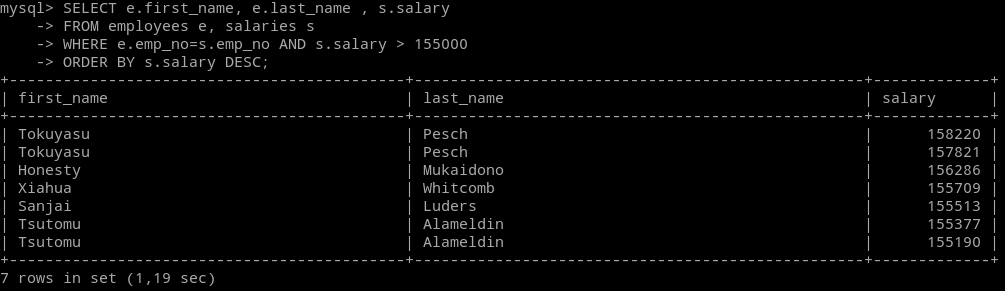 mysql> SELECT e.first_name, e.last_name , s.salary
    -> FROM employees e, salaries s
    -> WHERE e.emp_no=s.emp_no AND s.salary > 155000
    -> ORDER BY s.salary DESC;
+--------------------------------------------+--------------------------------------------------+-------------+
| first_name                                 | last_name                                        | salary      |
+--------------------------------------------+--------------------------------------------------+-------------+
| Tokuyasu                                   | Pesch                                            |      158220 |
| Tokuyasu                                   | Pesch                                            |      157821 |
| Honesty                                    | Mukaidono                                        |      156286 |
| Xiahua                                     | Whitcomb                                         |      155709 |
| Sanjai                                     | Luders                                           |      155513 |
| Tsutomu                                    | Alameldin                                        |      155377 |
| Tsutomu                                    | Alameldin                                        |      155190 |
+--------------------------------------------+--------------------------------------------------+-------------+
7 rows in set (1,19 sec)